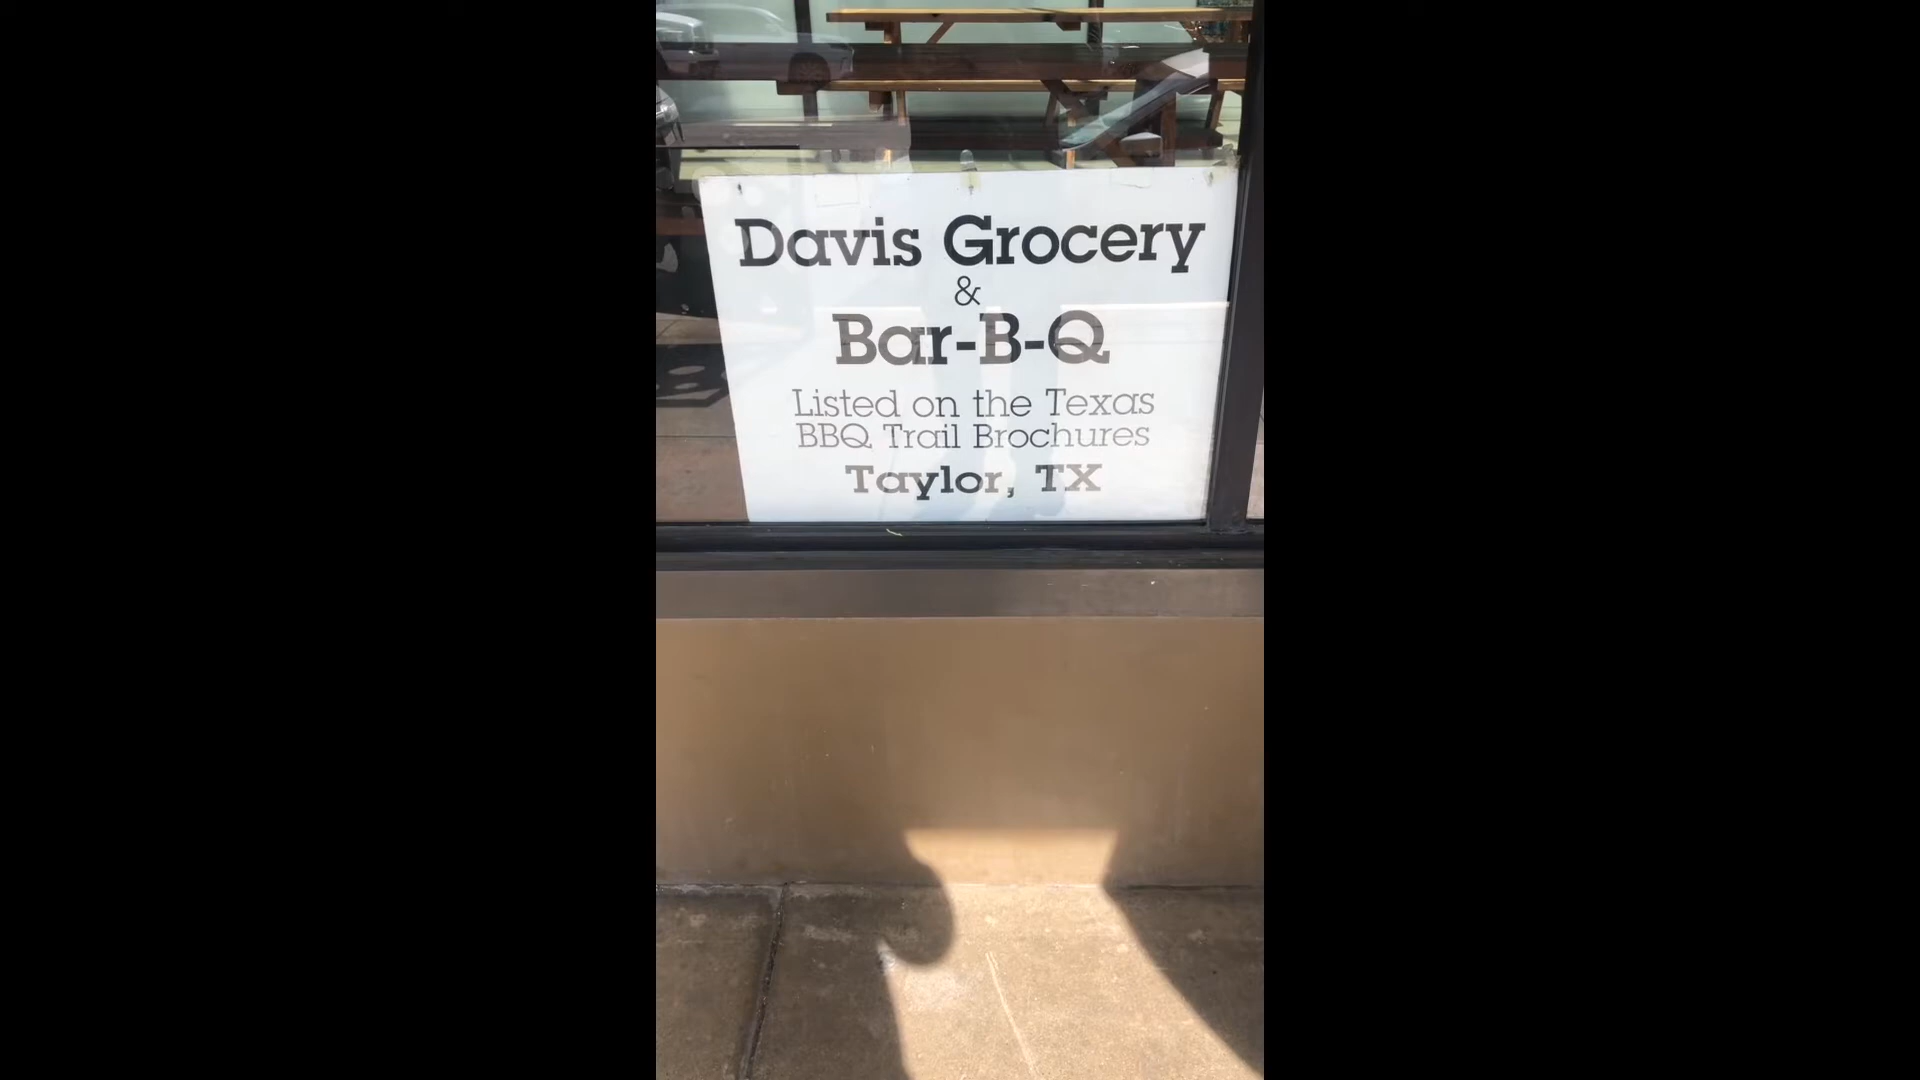 Davis Grocery
&
Bar-B-Q
Listed on the Texas
BBQ Trail Brochures
Taylor, TX